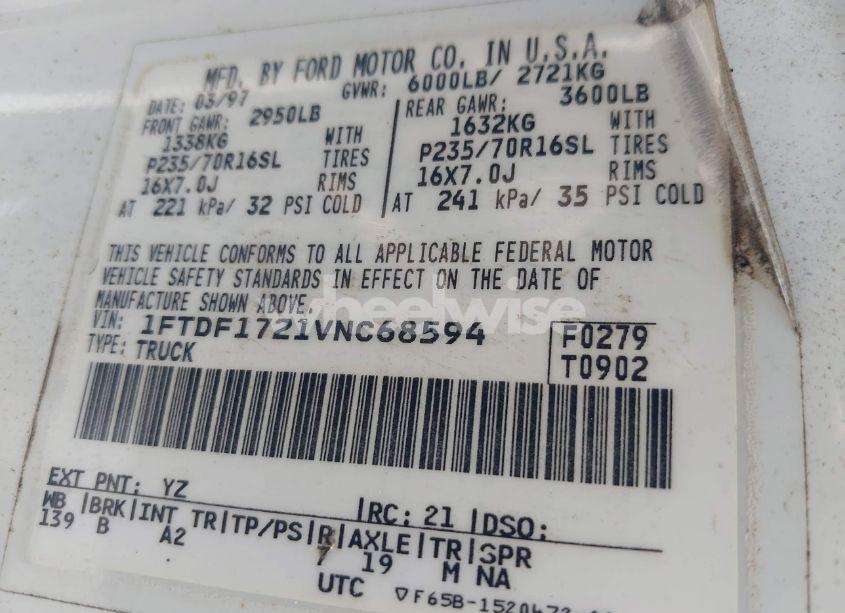 MFD. BY FORD MOTOR CO. IN U.S.A.
DATE: 03/97 GVWR: 6000LB/ 2721KG
FRONT GAWR: 2950LB REAR GAWR: 3600LB
1338KG WITH 1632KG WITH
P235/70R16SL TIRES P235/70R16SL TIRES
16X7.0J RIMS 16X7.0J RIMS
AT 221 kPa/ 32 PSI COLD AT 241 kPa/ 35 PSI COLD
THIS VEHICLE CONFORMS TO ALL APPLICABLE FEDERAL MOTOR
VEHICLE SAFETY STANDARDS IN EFFECT ON THE DATE OF
MANUFACTURE SHOWN ABOVE.
wheelwise
VIN: 1FTDF1721VNC68594 F0279
TYPE: TRUCK T0902
EXT PNT: YZ RC: 21 DSO:
WB BRK INT TR TP/PS R AXLE TR SPR
139 B A2 7 19 M NA
UTC